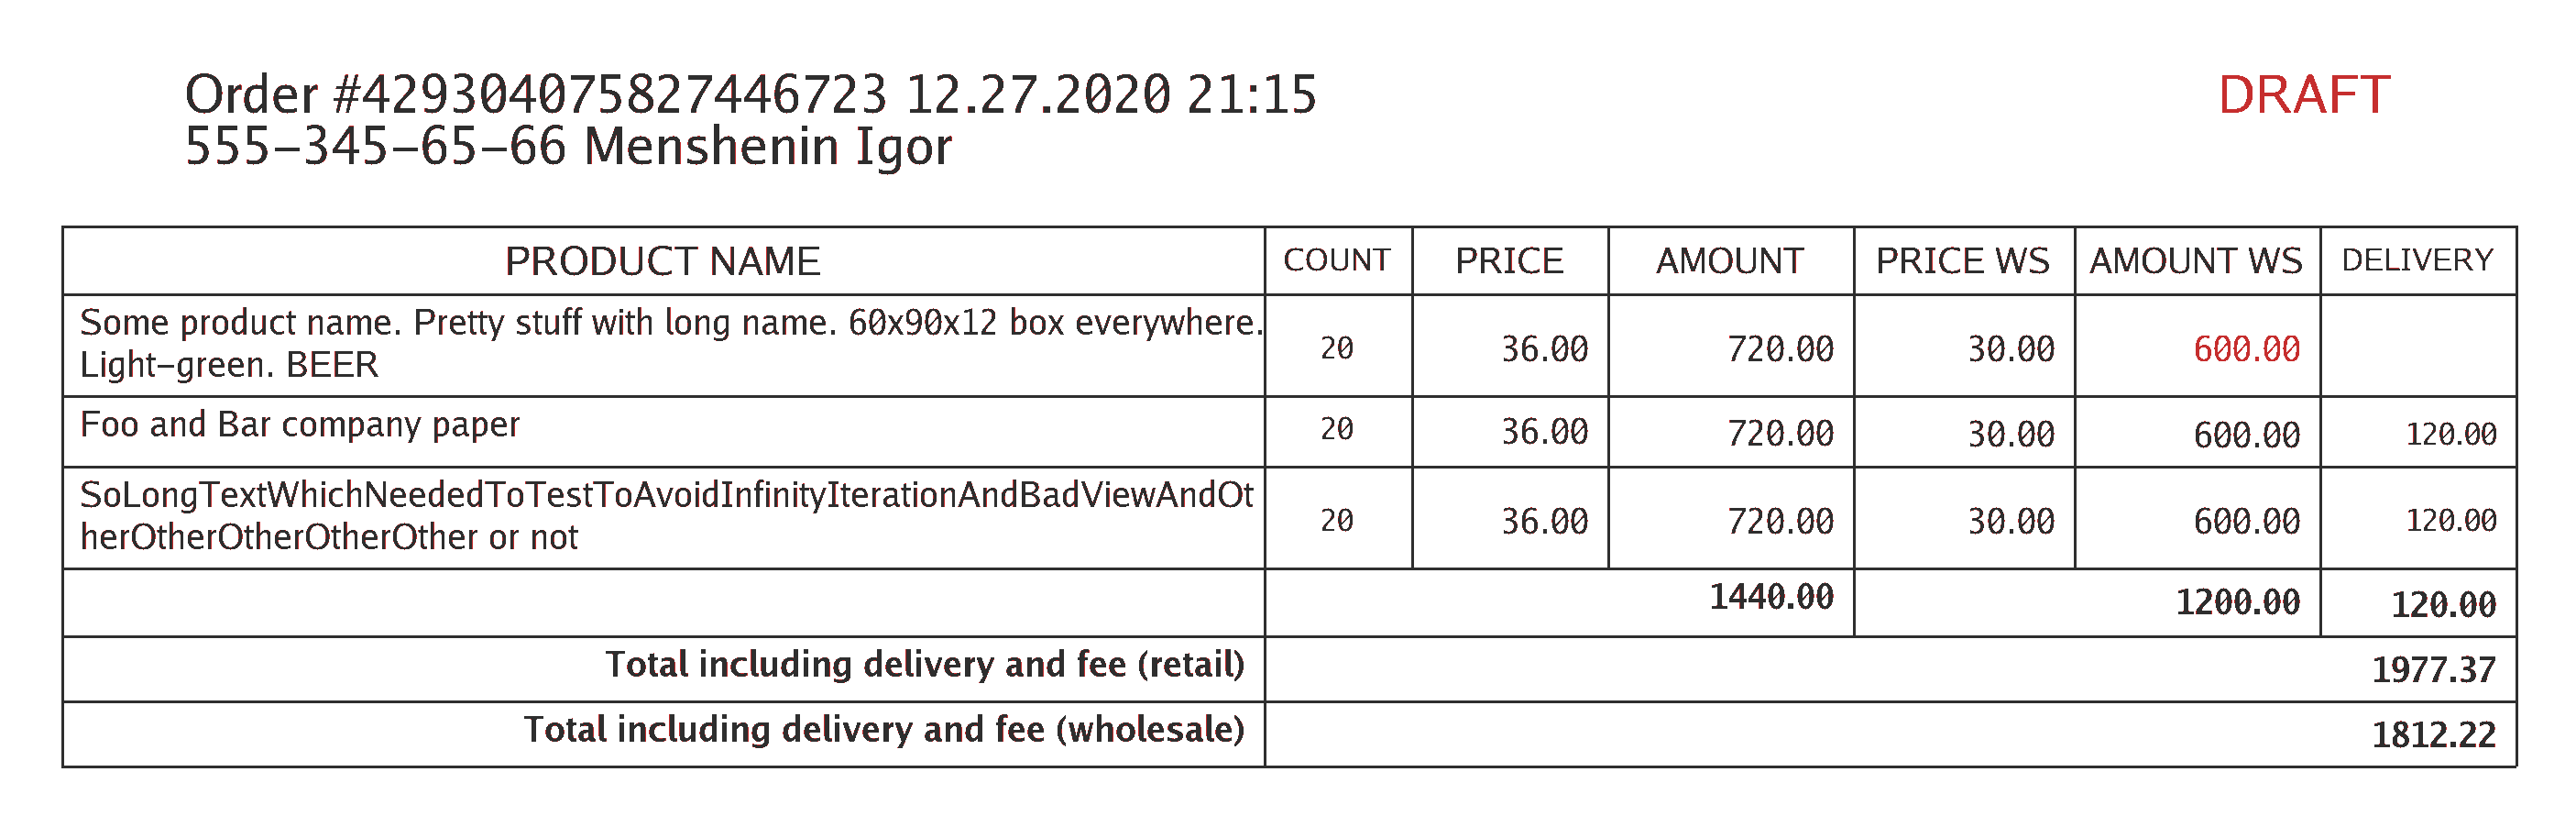 Order #429304075827446723 12.27.2020 21:15 DRAFT
555-345-65-66 Menshenin Igor
PRODUCT NAME COUNT PRICE AMOUNT PRICE WS AMOUNT WS DELIVERY
Some product name. Pretty stuff with long name. 60x90x12 box everywhere.
Light-green. BEER
20 36.00 720.00 30.00 600.00
Foo and Bar company paper 20 36.00 720.00 30.00 600.00 120.00
SoLongTextWhichNeededToTestToAvoidInfinityIterationAndBadViewAndOt
herOtherOtherOtherOther or not
20 36.00 720.00 30.00 600.00 120.00
1440.00 1200.00 120.00
Total including delivery and fee (retail) 1977.37
Total including delivery and fee (wholesale) 1812.22